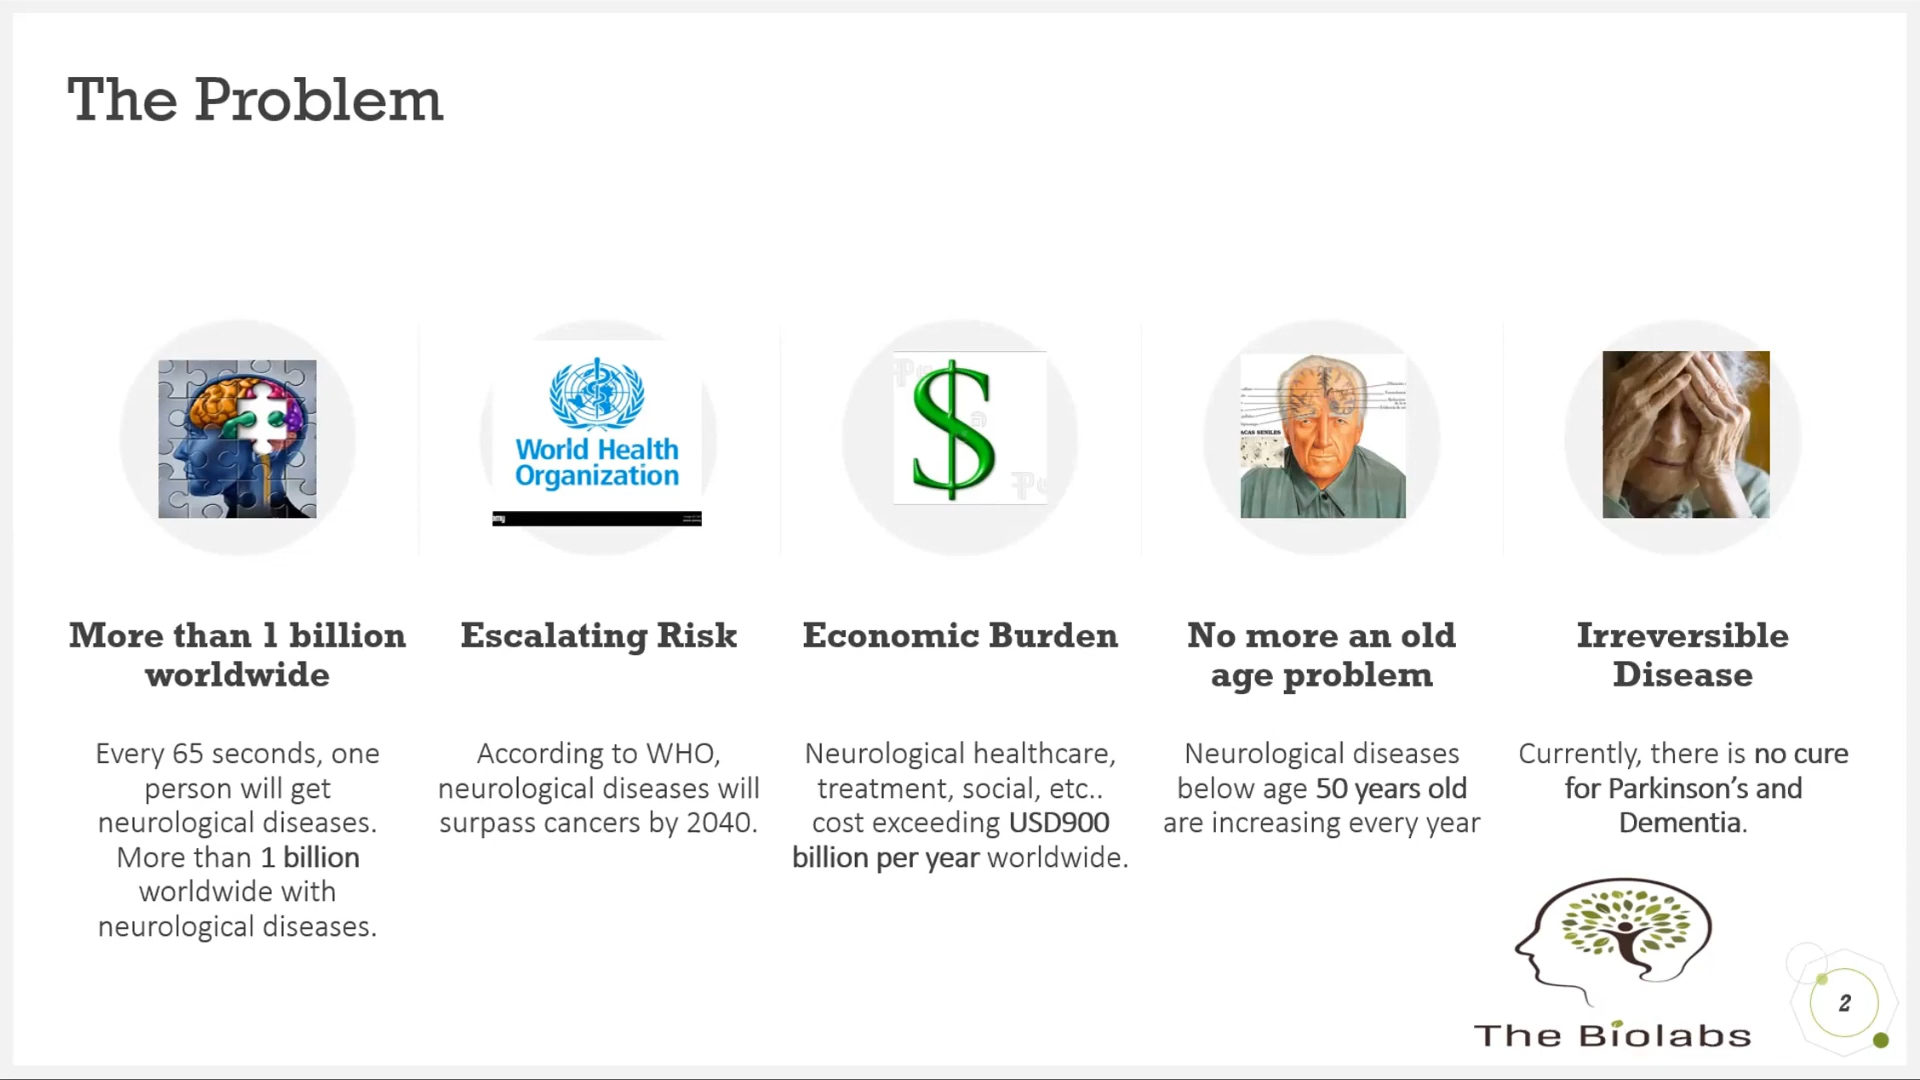 The Problem
World Health
Organization
More than 1 billion
worldwide
Every 65 seconds, one
person will get
neurological diseases.
More than 1 billion
worldwide with
neurological diseases.
Escalating Risk
According to WHO,
neurological diseases will
surpass cancers by 2040.
Economic Burden
Neurological healthcare,
treatment, social, etc..
cost exceeding USD900
billion per year worldwide.
No more an old
age problem
Neurological diseases
below age 50 years old
are increasing every year
Irreversible
Disease
Currently, there is no cure
for Parkinson’s and
Dementia.
The Biolabs
2